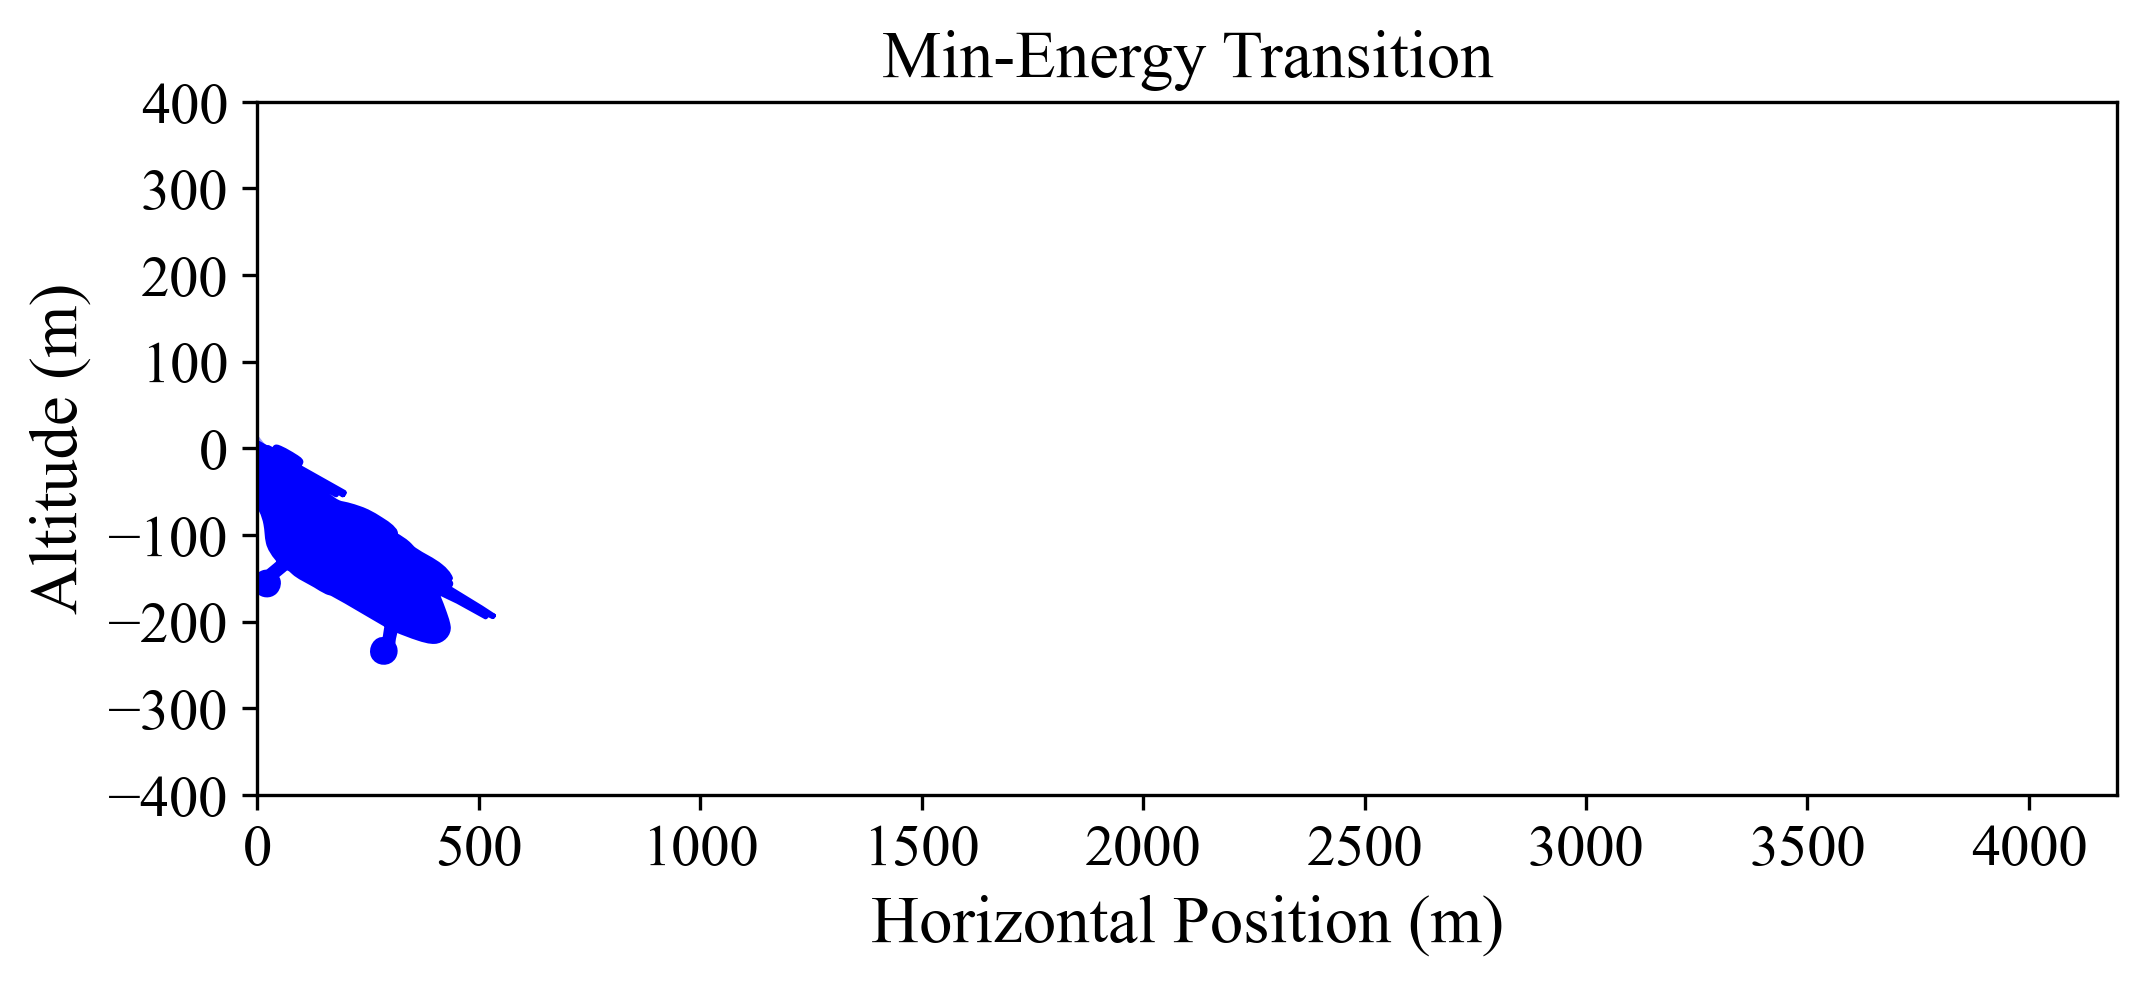 Min-Energy Transition
400
300
200
100
0
−100
−200
−300
−400
Altitude (m)
0 500 1000 1500 2000 2500 3000 3500 4000
Horizontal Position (m)